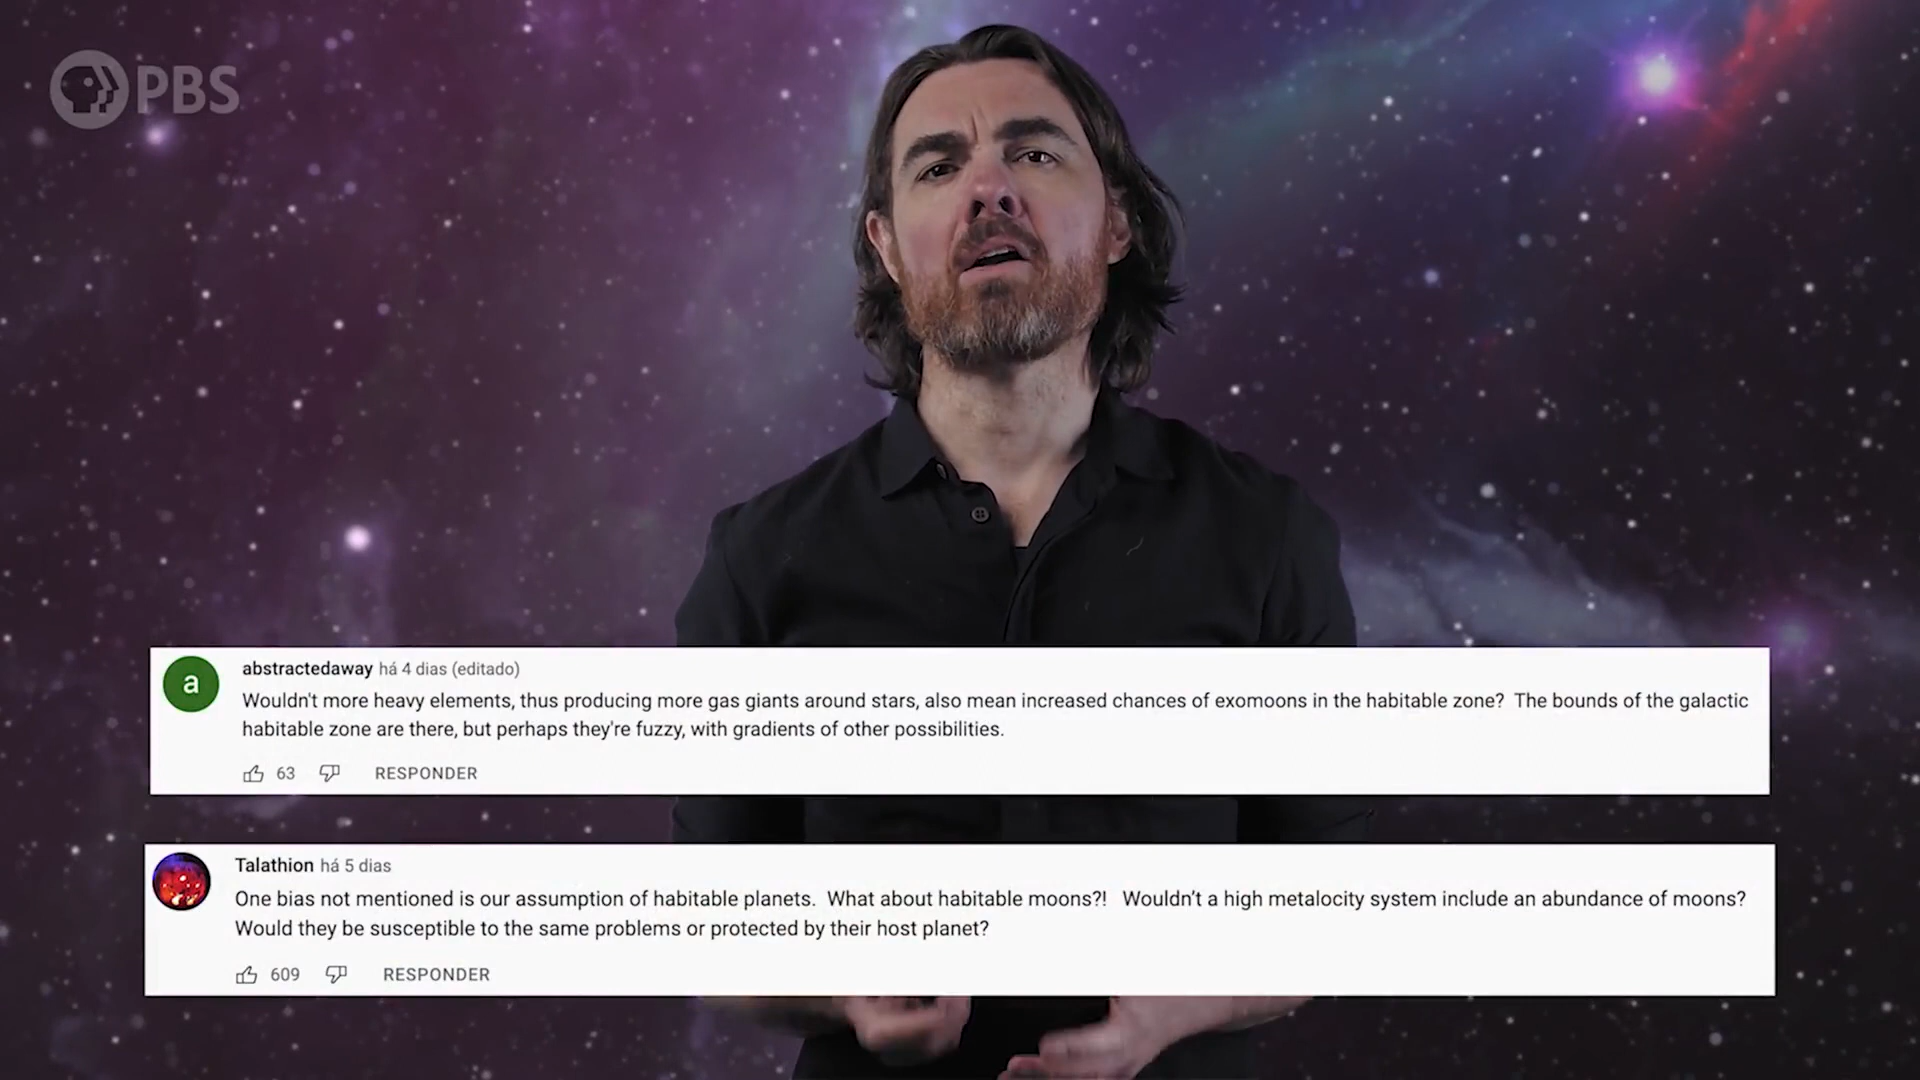 PBS
abstractedaway há 4 dias (editado)
Wouldn't more heavy elements, thus producing more gas giants around stars, also mean increased chances of exomoons in the habitable zone?  The bounds of the galactic
habitable zone are there, but perhaps they're fuzzy, with gradients of other possibilities.
63 RESPONDER
Talathion há 5 dias
One bias not mentioned is our assumption of habitable planets.  What about habitable moons?!   Wouldn’t a high metalocity system include an abundance of moons?
Would they be susceptible to the same problems or protected by their host planet?
609 RESPONDER